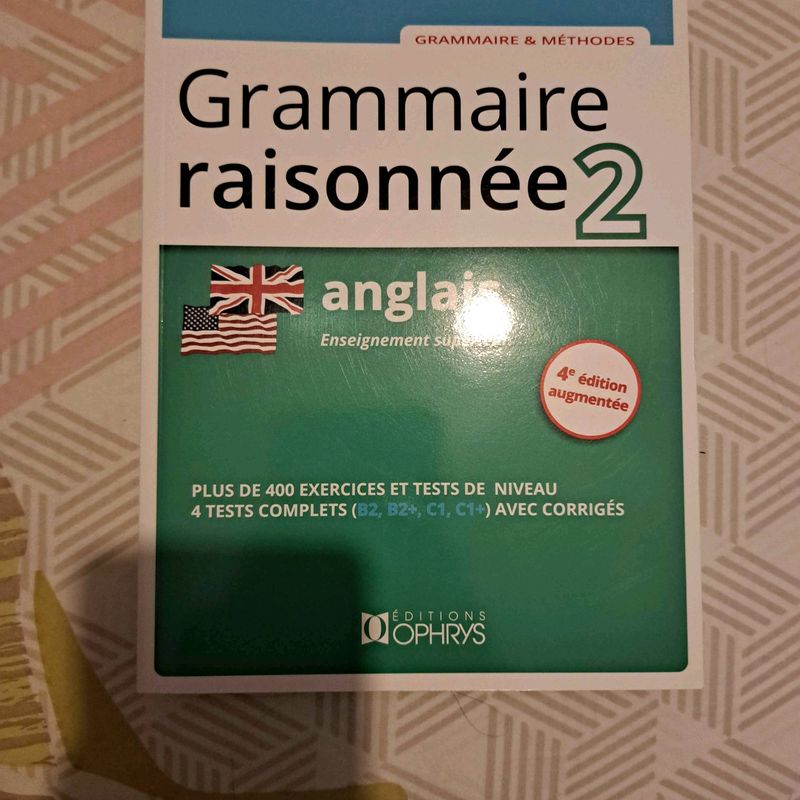 GRAMMAIRE & MÉTHODES
Grammaire
raisonnée 2
anglais
Enseignement
4e édition
augmentée
PLUS DE 400 EXERCICES ET TESTS DE NIVEAU
4 TESTS COMPLETS (B2, B2+, C1, C1+) AVEC CORRIGÉS
ÉDITIONS
OPHRYS